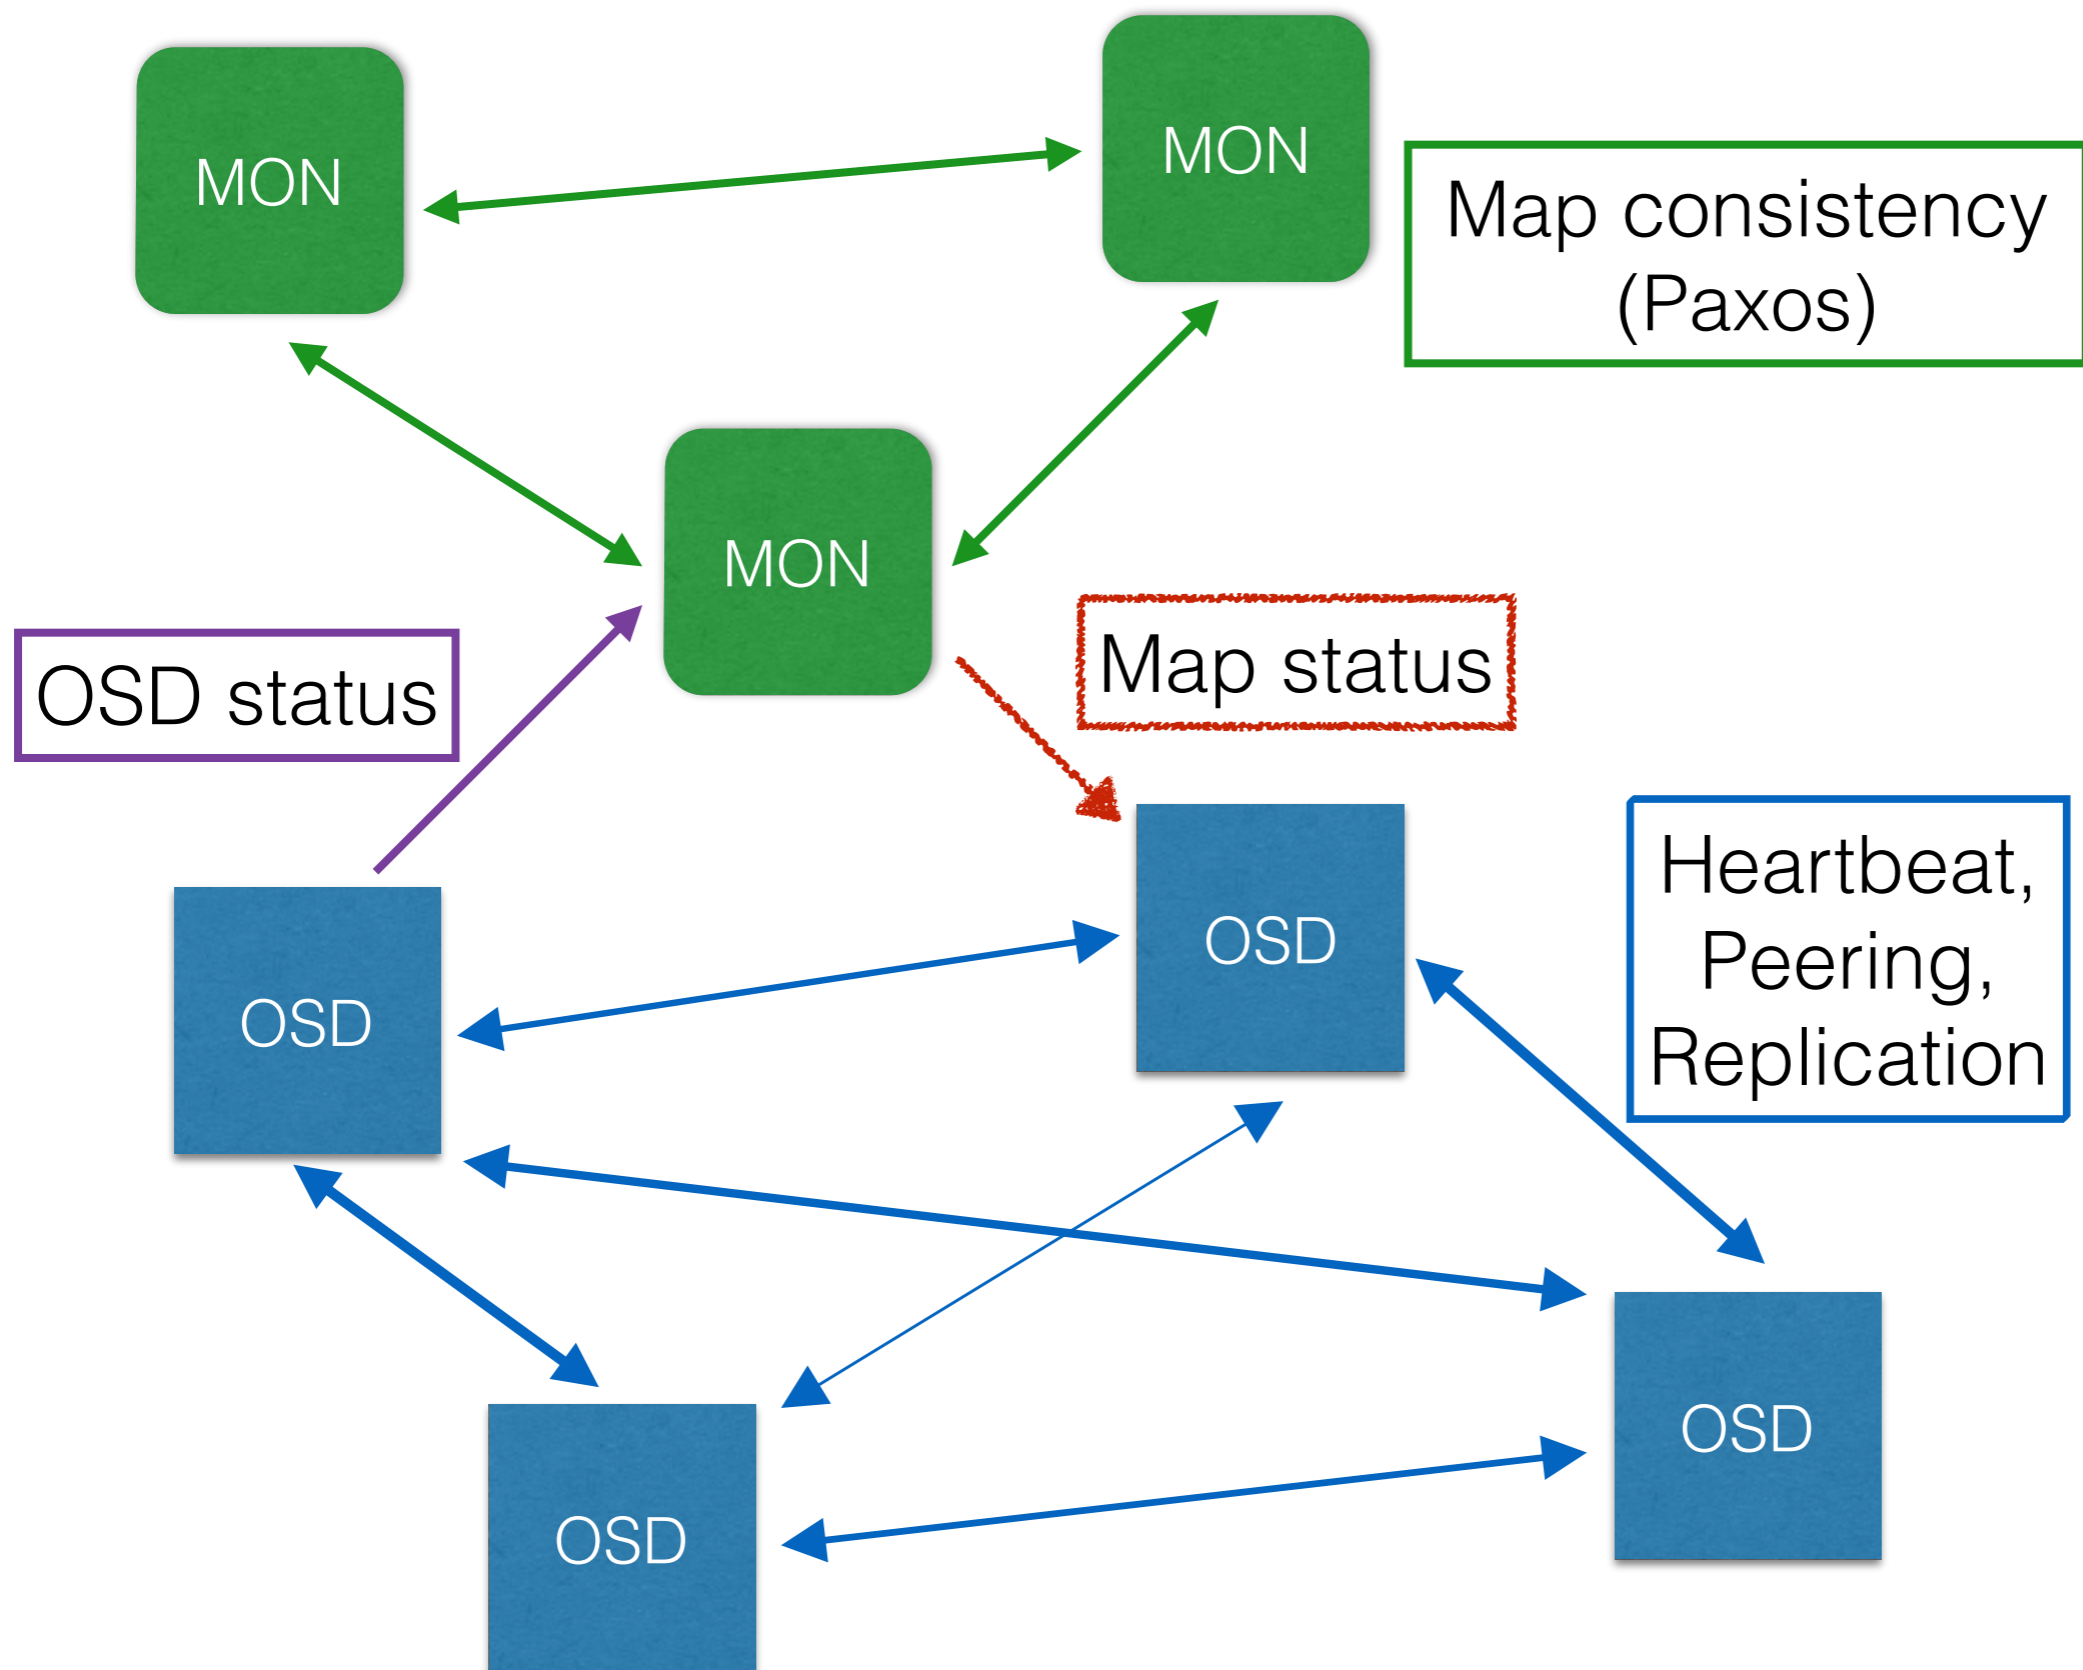 MON
MON
Map consistency
(Paxos)
MON
OSD status
Map status
OSD
Heartbeat,
Peering,
Replication
OSD
OSD
OSD